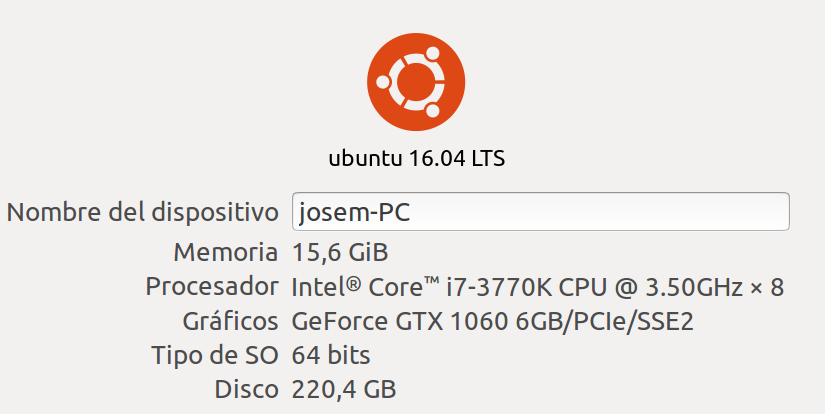 ubuntu 16.04 LTS
Nombre del dispositivo josem-PC
Memoria 15,6 GiB
Procesador Intel® Core™ i7-3770K CPU @ 3.50GHz × 8
Gráficos GeForce GTX 1060 6GB/PCIe/SSE2
Tipo de SO 64 bits
Disco 220,4 GB